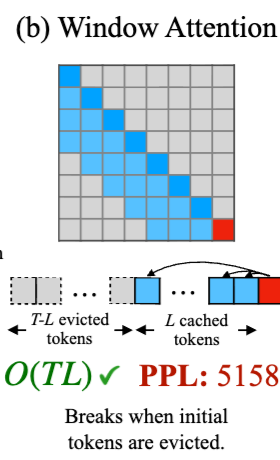 (b) Window Attention
n
... ...
T-L evicted tokens
L cached tokens
O(TL) ✓ PPL: 5158
Breaks when initial
tokens are evicted.